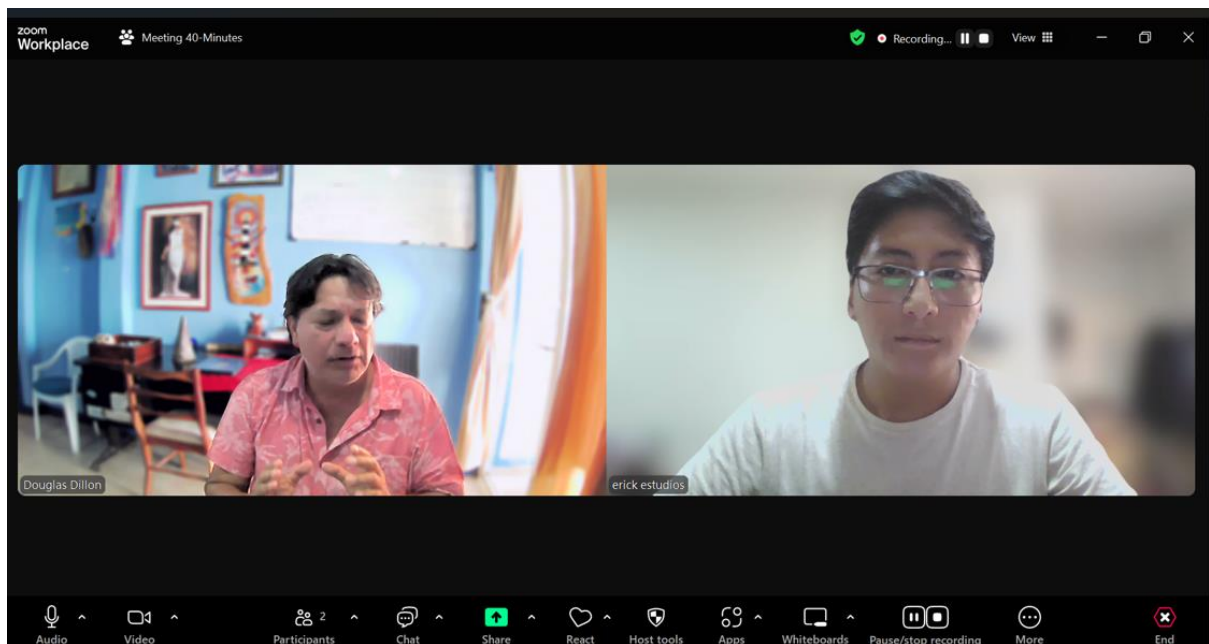 zoom
Workplace
Meeting 40-Minutes
Recording...
View
Douglas Dillon
erick estudios
Audio
Video
Participants
2
Chat
Share
React
Host tools
Apps
Whiteboards
Pause/stop recording
More
End